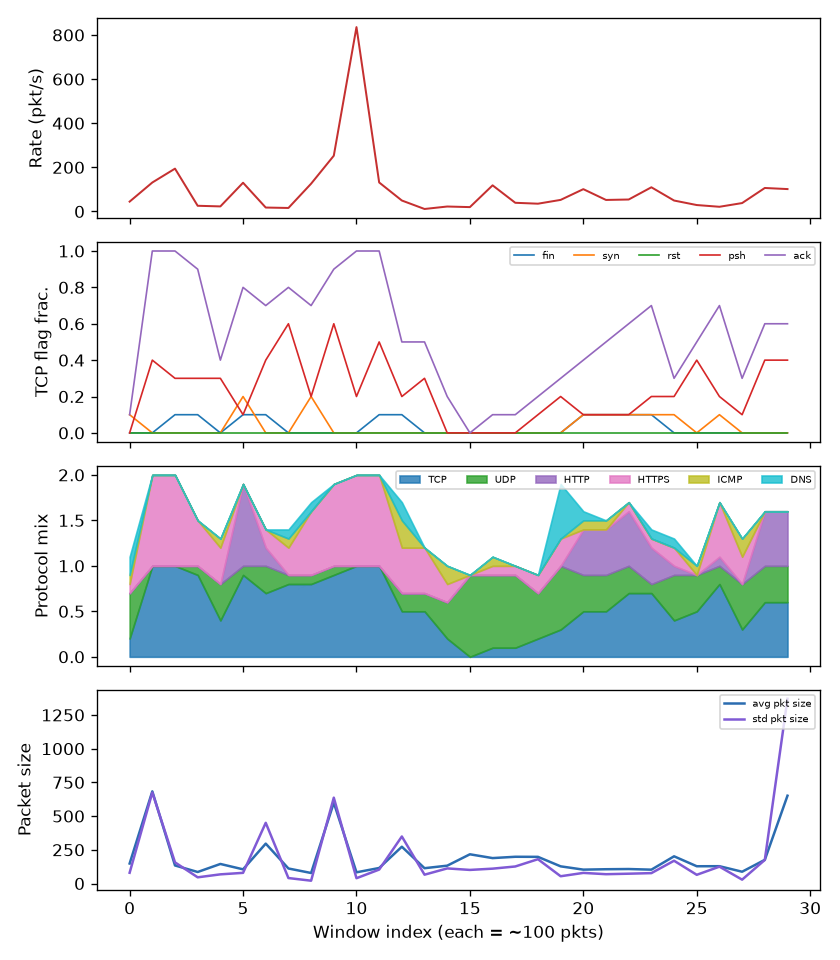 800
600
400
200
0
Rate (pkt/s)
1.0
0.8
0.6
0.4
0.2
0.0
TCP flag frac.
fin syn rst psh ack
2.0
1.5
1.0
0.5
0.0
Protocol mix
TCP UDP HTTP HTTPS ICMP DNS
1250
1000
750
500
250
0
Packet size
avg pkt size
std pkt size
0 5 10 15 20 25 30
Window index (each = ~100 pkts)